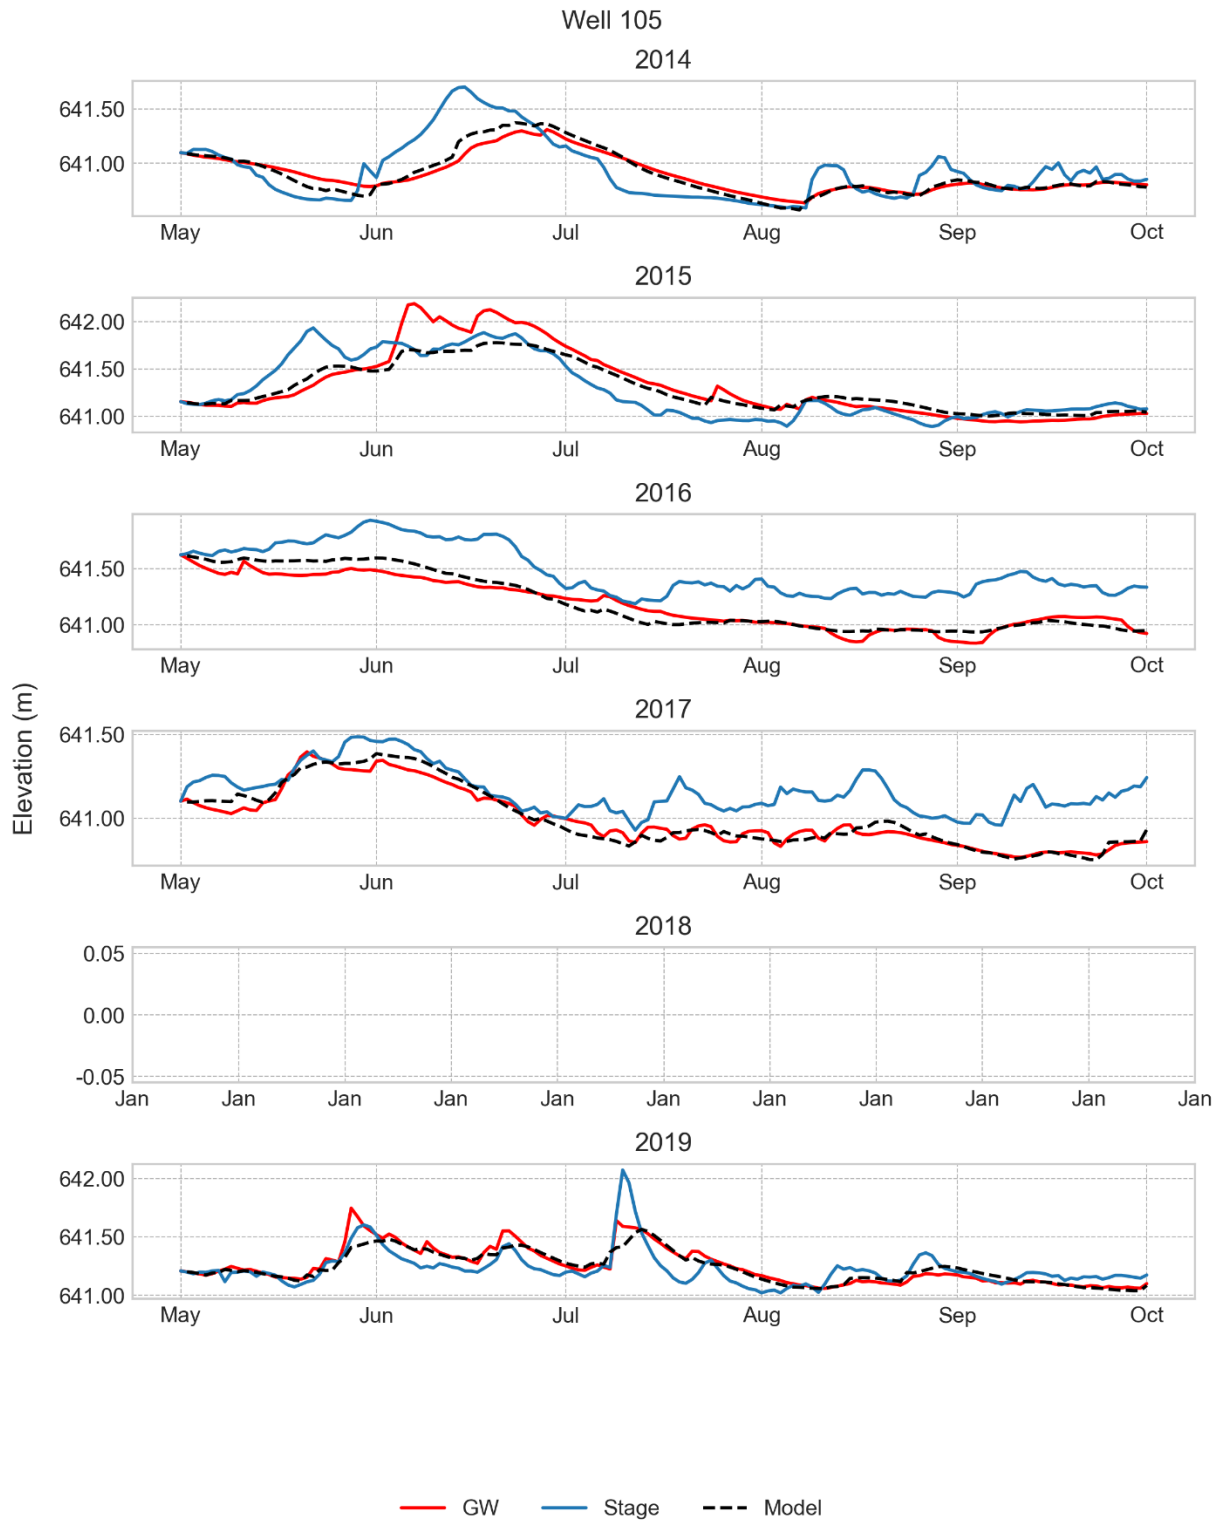 Well 105
2014
641.50
641.00
May Jun Jul Aug Sep Oct
2015
642.00
641.50
641.00
May Jun Jul Aug Sep Oct
2016
641.50
641.00
May Jun Jul Aug Sep Oct
Elevation (m)
2017
641.50
641.00
May Jun Jul Aug Sep Oct
2018
0.05
0.00
-0.05
Jan Jan Jan Jan Jan Jan Jan Jan Jan Jan Jan
2019
642.00
641.50
641.00
May Jun Jul Aug Sep Oct
GW Stage Model